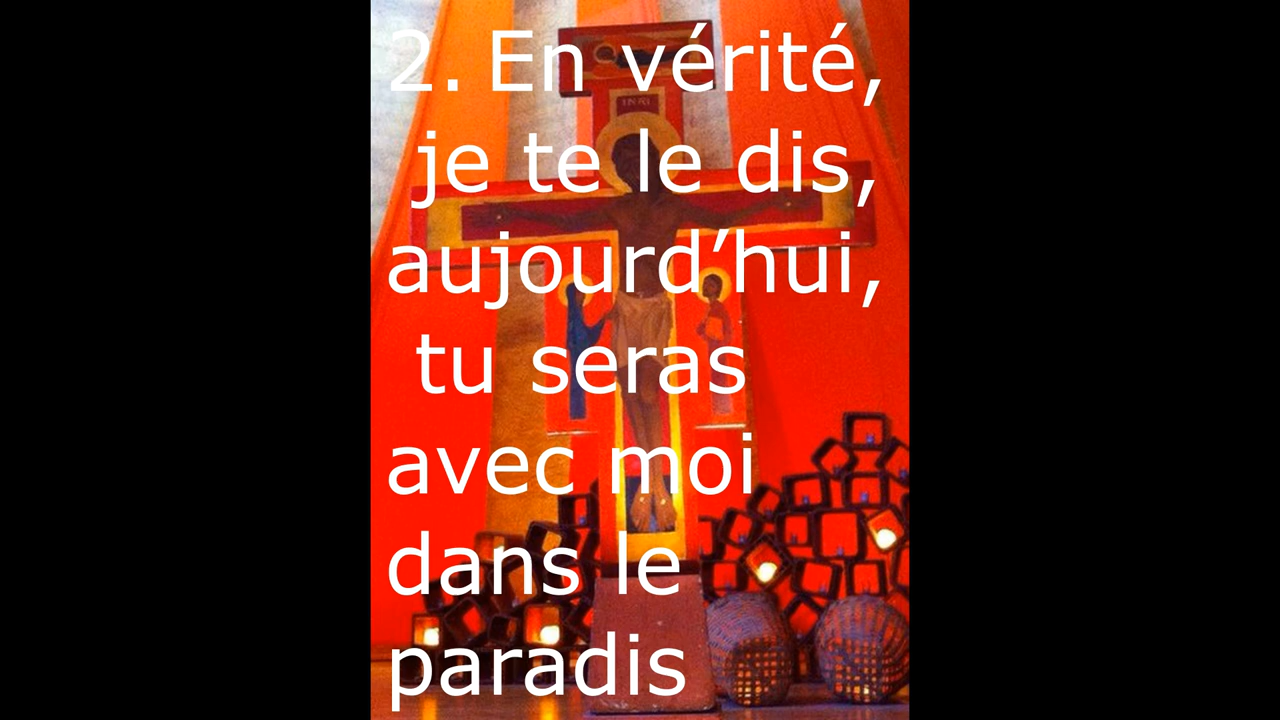 2. En vérité,
je te le dis,
aujourd’hui,
tu seras
avec moi
dans le
paradis